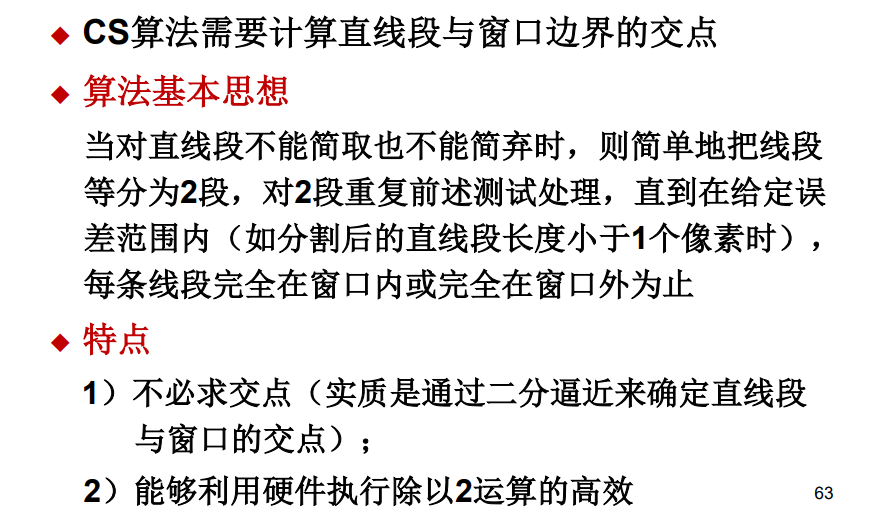 ◆ CS算法需要计算直线段与窗口边界的交点
◆ 算法基本思想
当对直线段不能简取也不能简弃时，则简单地把线段
等分为2段，对2段重复前述测试处理，直到在给定误
差范围内（如分割后的直线段长度小于1个像素时），
每条线段完全在窗口内或完全在窗口外为止
◆ 特点
1）不必求交点（实质是通过二分逼近来确定直线段
与窗口的交点）；
2）能够利用硬件执行除以2运算的高效
63